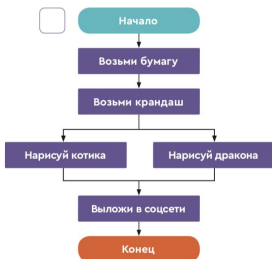 Начало
Возьми бумагу
Возьми крандаш
Нарисуй котика
Нарисуй дракона
Выложи в соцсети
Конец